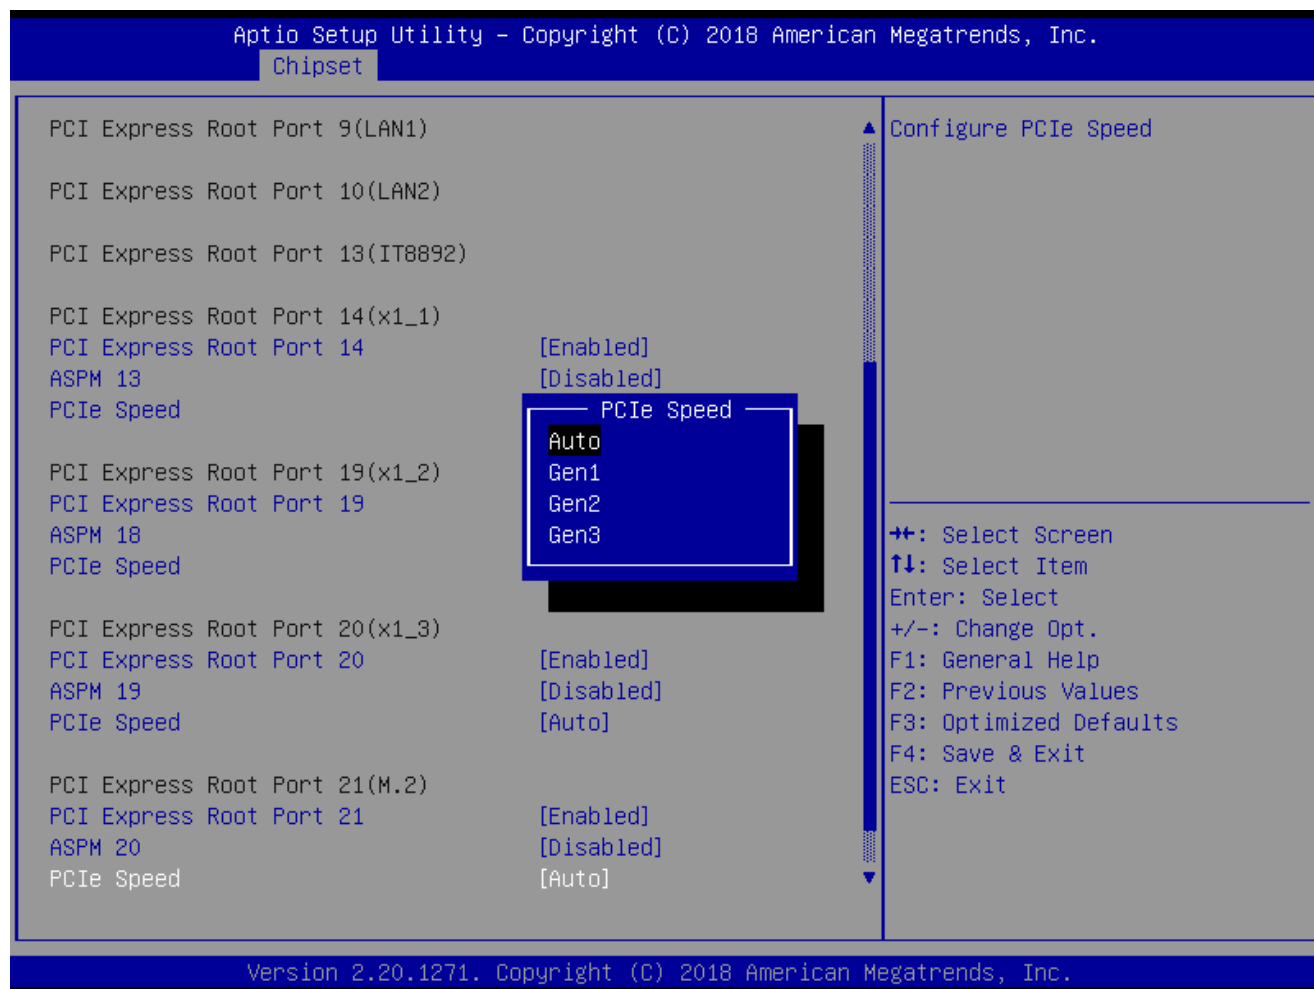 Aptio Setup Utility – Copyright (C) 2018 American Megatrends, Inc.
Chipset
PCI Express Root Port 9(LAN1)
PCI Express Root Port 10(LAN2)
PCI Express Root Port 13(IT8892)
PCI Express Root Port 14(x1_1)
PCI Express Root Port 14 [Enabled]
ASPM 13 [Disabled]
PCIe Speed
PCI Express Root Port 19(x1_2)
PCI Express Root Port 19
ASPM 18
PCIe Speed
PCI Express Root Port 20(x1_3)
PCI Express Root Port 20 [Enabled]
ASPM 19 [Disabled]
PCIe Speed [Auto]
PCI Express Root Port 21(M.2)
PCI Express Root Port 21 [Enabled]
ASPM 20 [Disabled]
PCIe Speed [Auto]
PCIe Speed
Auto
Gen1
Gen2
Gen3
Configure PCIe Speed
→←: Select Screen
↑↓: Select Item
Enter: Select
+/-: Change Opt.
F1: General Help
F2: Previous Values
F3: Optimized Defaults
F4: Save & Exit
ESC: Exit
Version 2.20.1271. Copyright (C) 2018 American Megatrends, Inc.